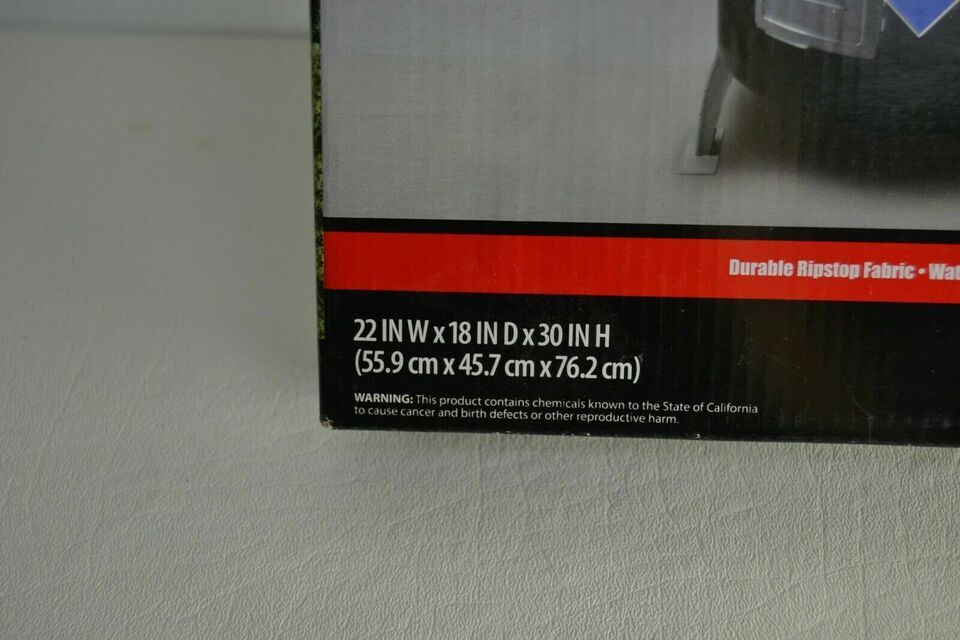 Durable Ripstop Fabric •
22 IN W x 18 IN D x 30 IN H
(55.9 cm x 45.7 cm x 76.2 cm)
WARNING: This product contains chemicals known to the State of California
to cause cancer and birth defects or other reproductive harm.